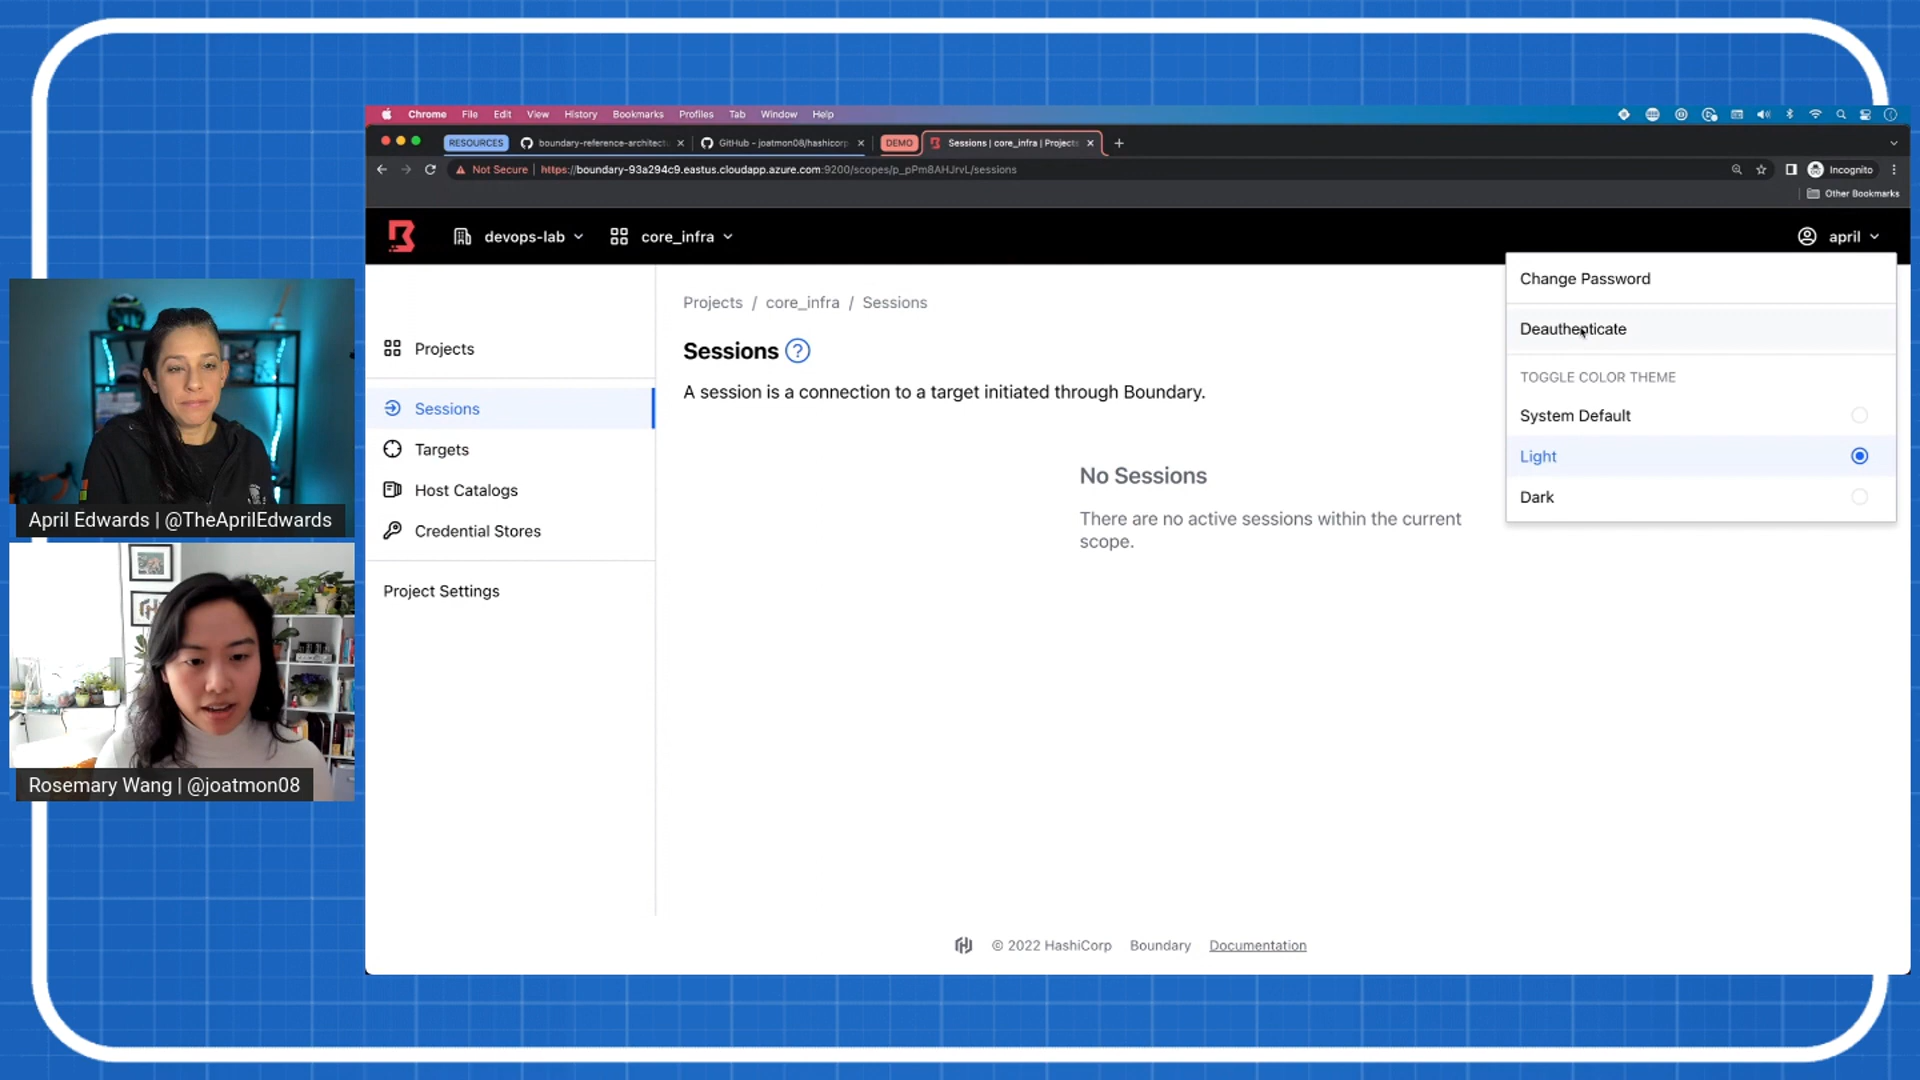 Chrome File Edit View History Bookmarks Profiles Tab Window Help
RESOURCES boundary-reference-architect GitHub - joatmon08/hashicorp DEMO Sessions | core_infra | Projects
Not Secure https://boundary-93a294c9.eastus.cloudapp.azure.com:9200/scopes/p_pPm8AHJrvL/sessions Incognito
Other Bookmarks
devops-lab core_infra april
Change Password
Deauthenticate
TOGGLE COLOR THEME
System Default
Light
Dark
Projects
Sessions
Targets
Host Catalogs
Credential Stores
Project Settings
Projects / core_infra / Sessions
Sessions ?
A session is a connection to a target initiated through Boundary.
No Sessions
There are no active sessions within the current
scope.
© 2022 HashiCorp Boundary Documentation
April Edwards | @TheAprilEdwards
Rosemary Wang | @joatmon08